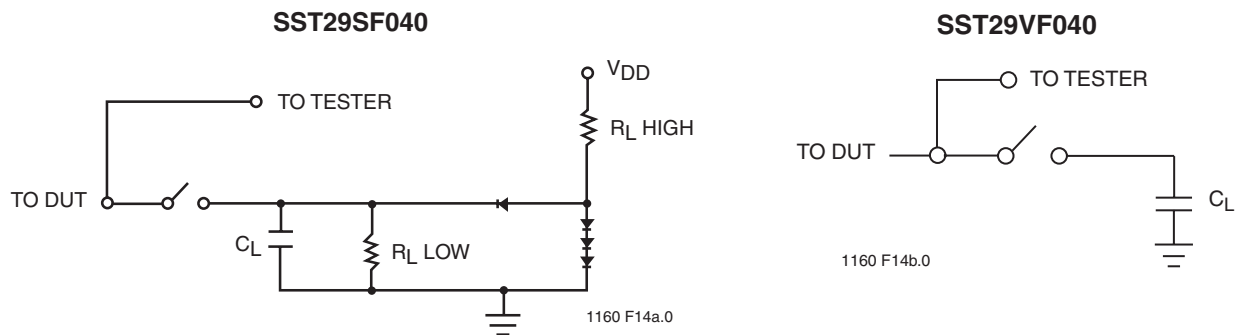 SST29SF040
VDD
TO TESTER
RL HIGH
TO DUT
CL
RL LOW
1160 F14a.0
SST29VF040
TO TESTER
TO DUT
CL
1160 F14b.0